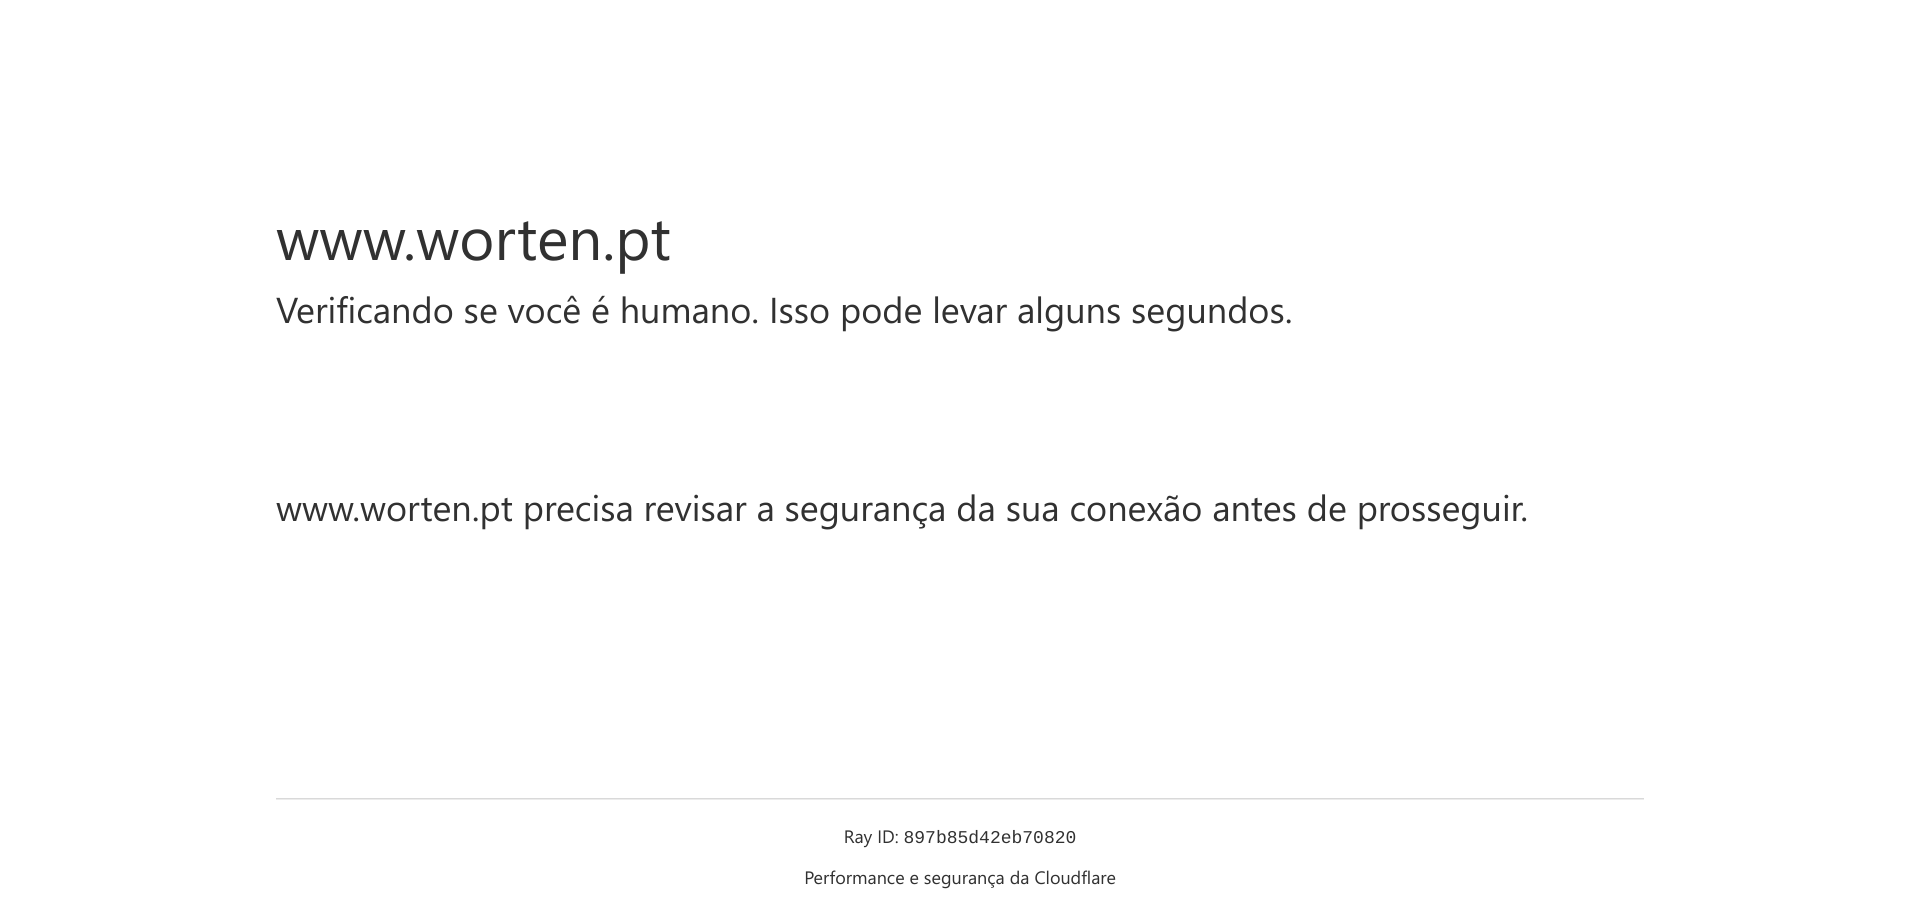 www.worten.pt
Verificando se você é humano. Isso pode levar alguns segundos.
www.worten.pt precisa revisar a segurança da sua conexão antes de prosseguir.
Ray ID: 897b85d42eb70820
Performance e segurança da Cloudflare